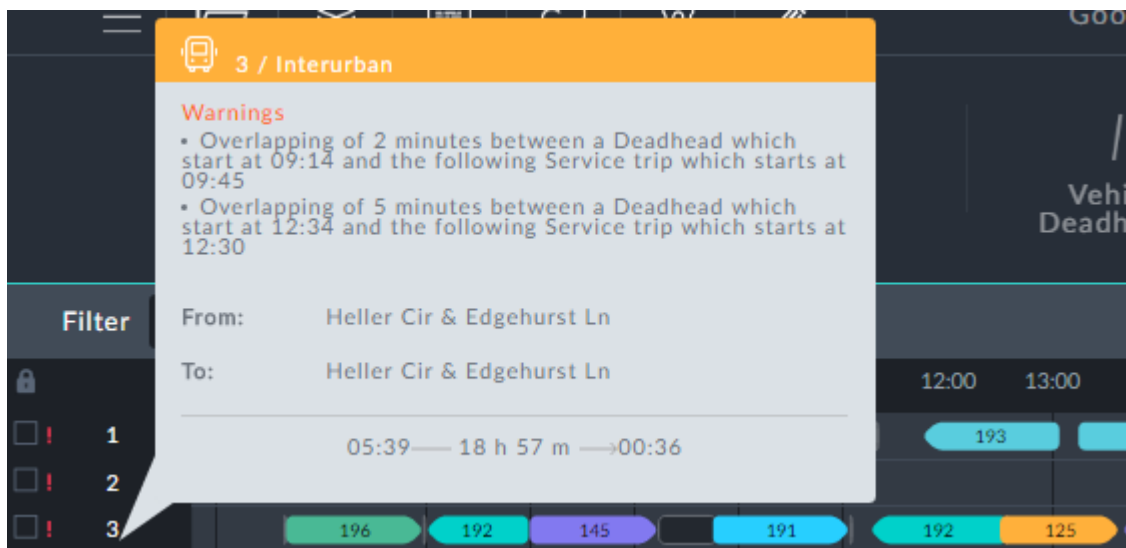 Goo
3 / Interurban
Warnings
• Overlapping of 2 minutes between a Deadhead which
start at 09:14 and the following Service trip which starts at
09:45
• Overlapping of 5 minutes between a Deadhead which
start at 12:34 and the following Service trip which starts at
12:30
Vehi
Deadh
Filter
From: Heller Cir & Edgehurst Ln
To: Heller Cir & Edgehurst Ln
12:00 13:00
05:39 — 18 h 57 m → 00:36
! 1 193
! 2
! 3 196 192 145 191 192 125